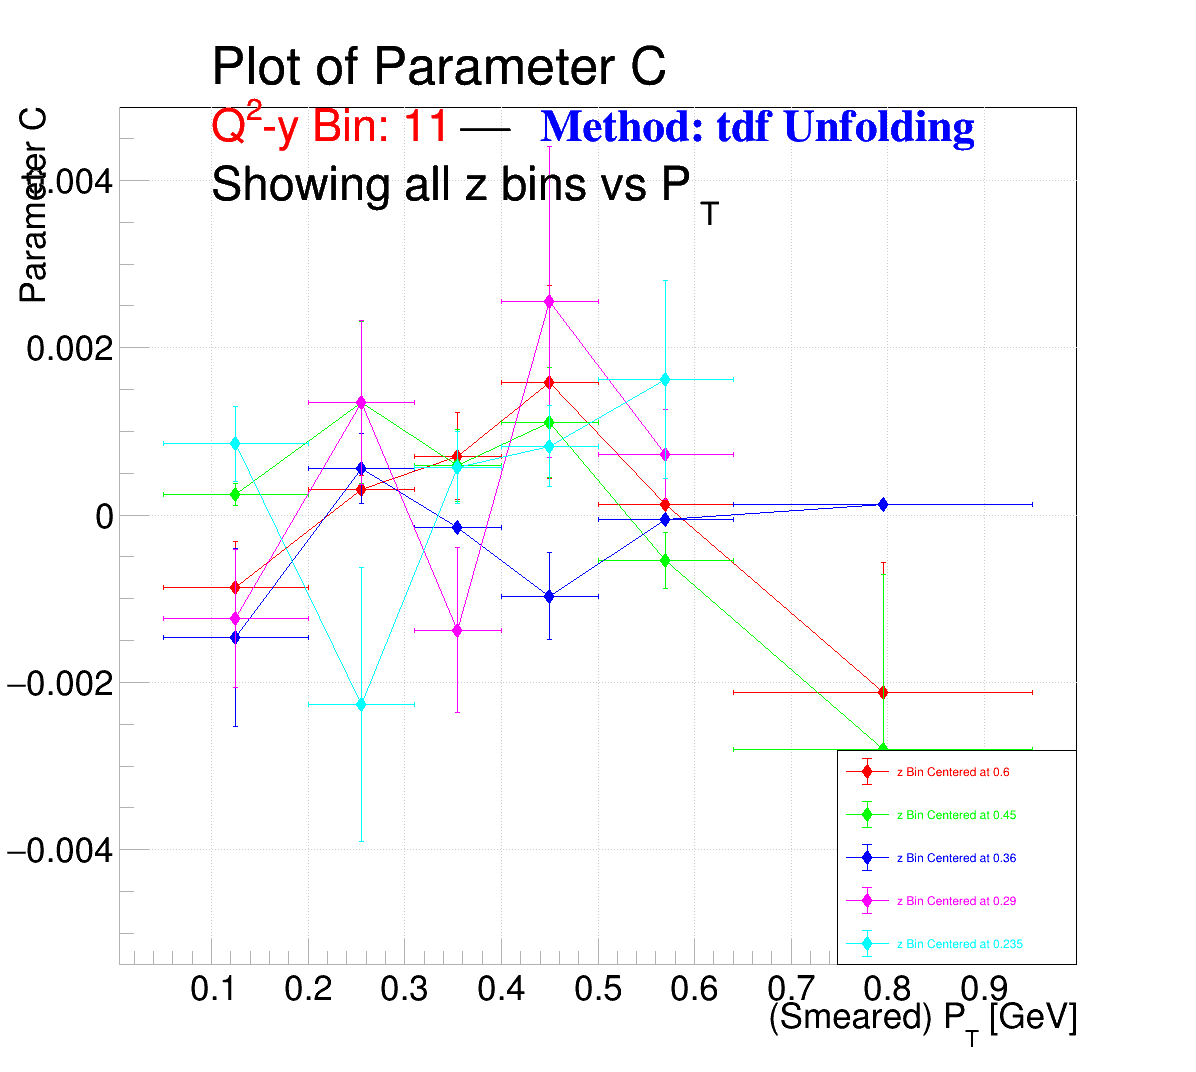 Plot of Parameter C
Q²-y Bin: 11 — Method: tdf Unfolding
Showing all z bins vs P_T
Parameter C
0.004
0.002
0
−0.002
−0.004
z Bin Centered at 0.6
z Bin Centered at 0.45
z Bin Centered at 0.36
z Bin Centered at 0.29
z Bin Centered at 0.235
0.1 0.2 0.3 0.4 0.5 0.6 0.7 0.8 0.9
(Smeared) P_T [GeV]